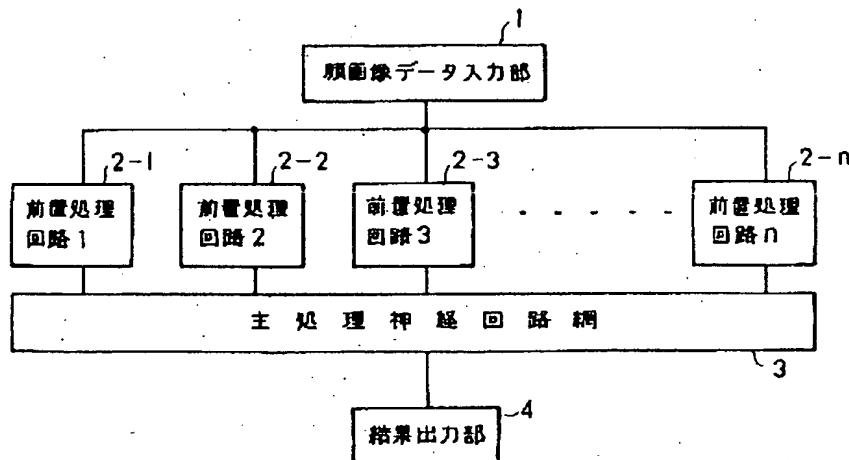 1
顔画像データ入力部
2-1
2-2
2-3
2-n
前置処理
回路1
前置処理
回路2
前置処理
回路3
前置処理
回路n
主処理神経回路網
3
4
結果出力部